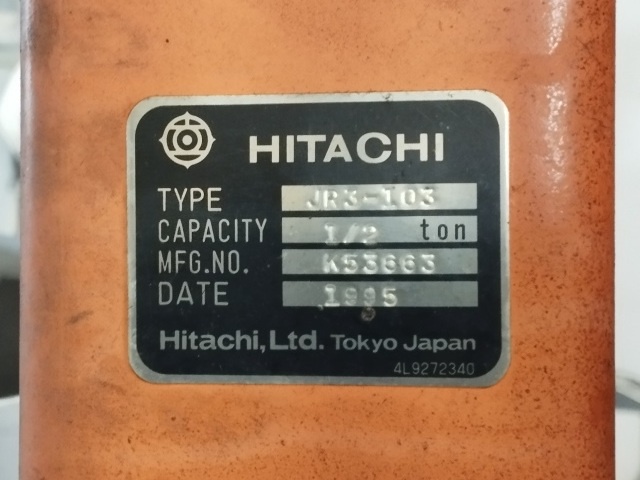 HITACHI
TYPE JR3-103
CAPACITY 1/2 ton
MFG.NO. K53663
DATE 1995
Hitachi,Ltd. Tokyo Japan
4L9272340